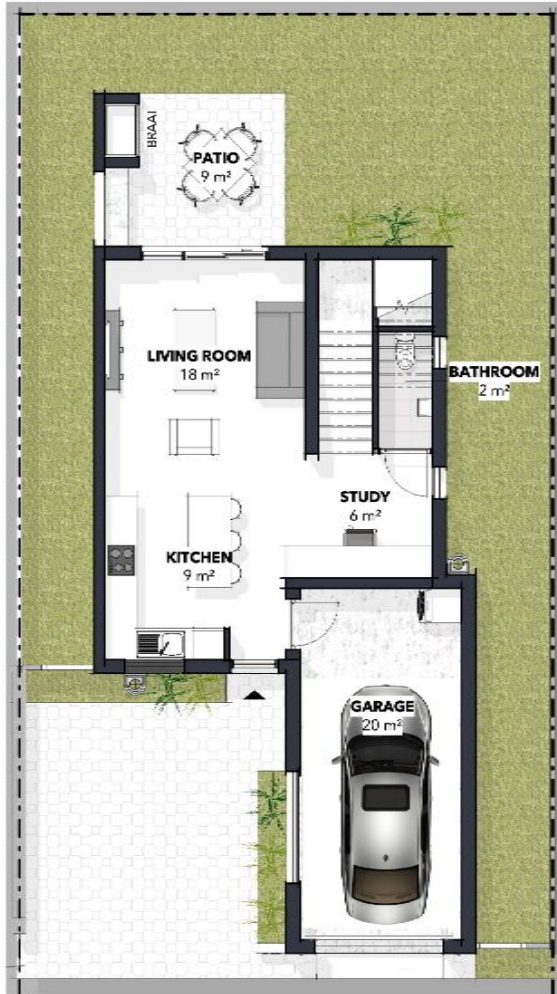 BRAAI
PATIO
9 m²
LIVING ROOM
18 m²
BATHROOM
2 m²
STUDY
6 m²
KITCHEN
9 m²
GARAGE
20 m²